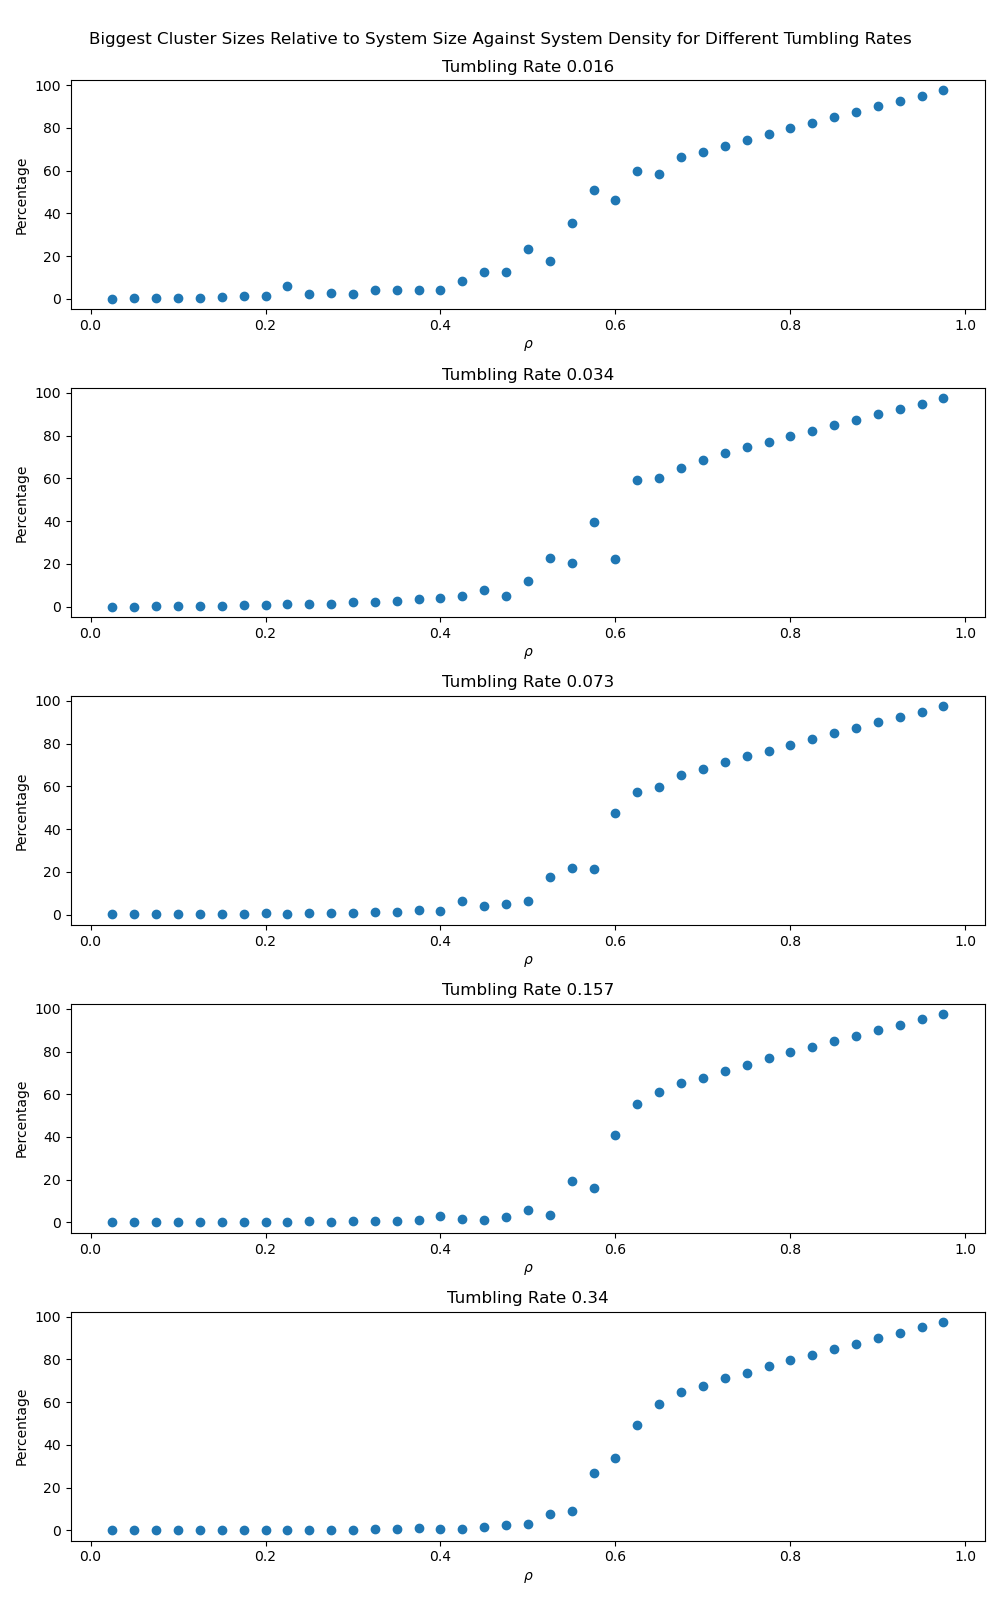 Biggest Cluster Sizes Relative to System Size Against System Density for Different Tumbling Rates
Tumbling Rate 0.016
100
80
60
40
20
0
Percentage
0.0 0.2 0.4 0.6 0.8 1.0
ρ
Tumbling Rate 0.034
100
80
60
40
20
0
Percentage
0.0 0.2 0.4 0.6 0.8 1.0
ρ
Tumbling Rate 0.073
100
80
60
40
20
0
Percentage
0.0 0.2 0.4 0.6 0.8 1.0
ρ
Tumbling Rate 0.157
100
80
60
40
20
0
Percentage
0.0 0.2 0.4 0.6 0.8 1.0
ρ
Tumbling Rate 0.34
100
80
60
40
20
0
Percentage
0.0 0.2 0.4 0.6 0.8 1.0
ρ